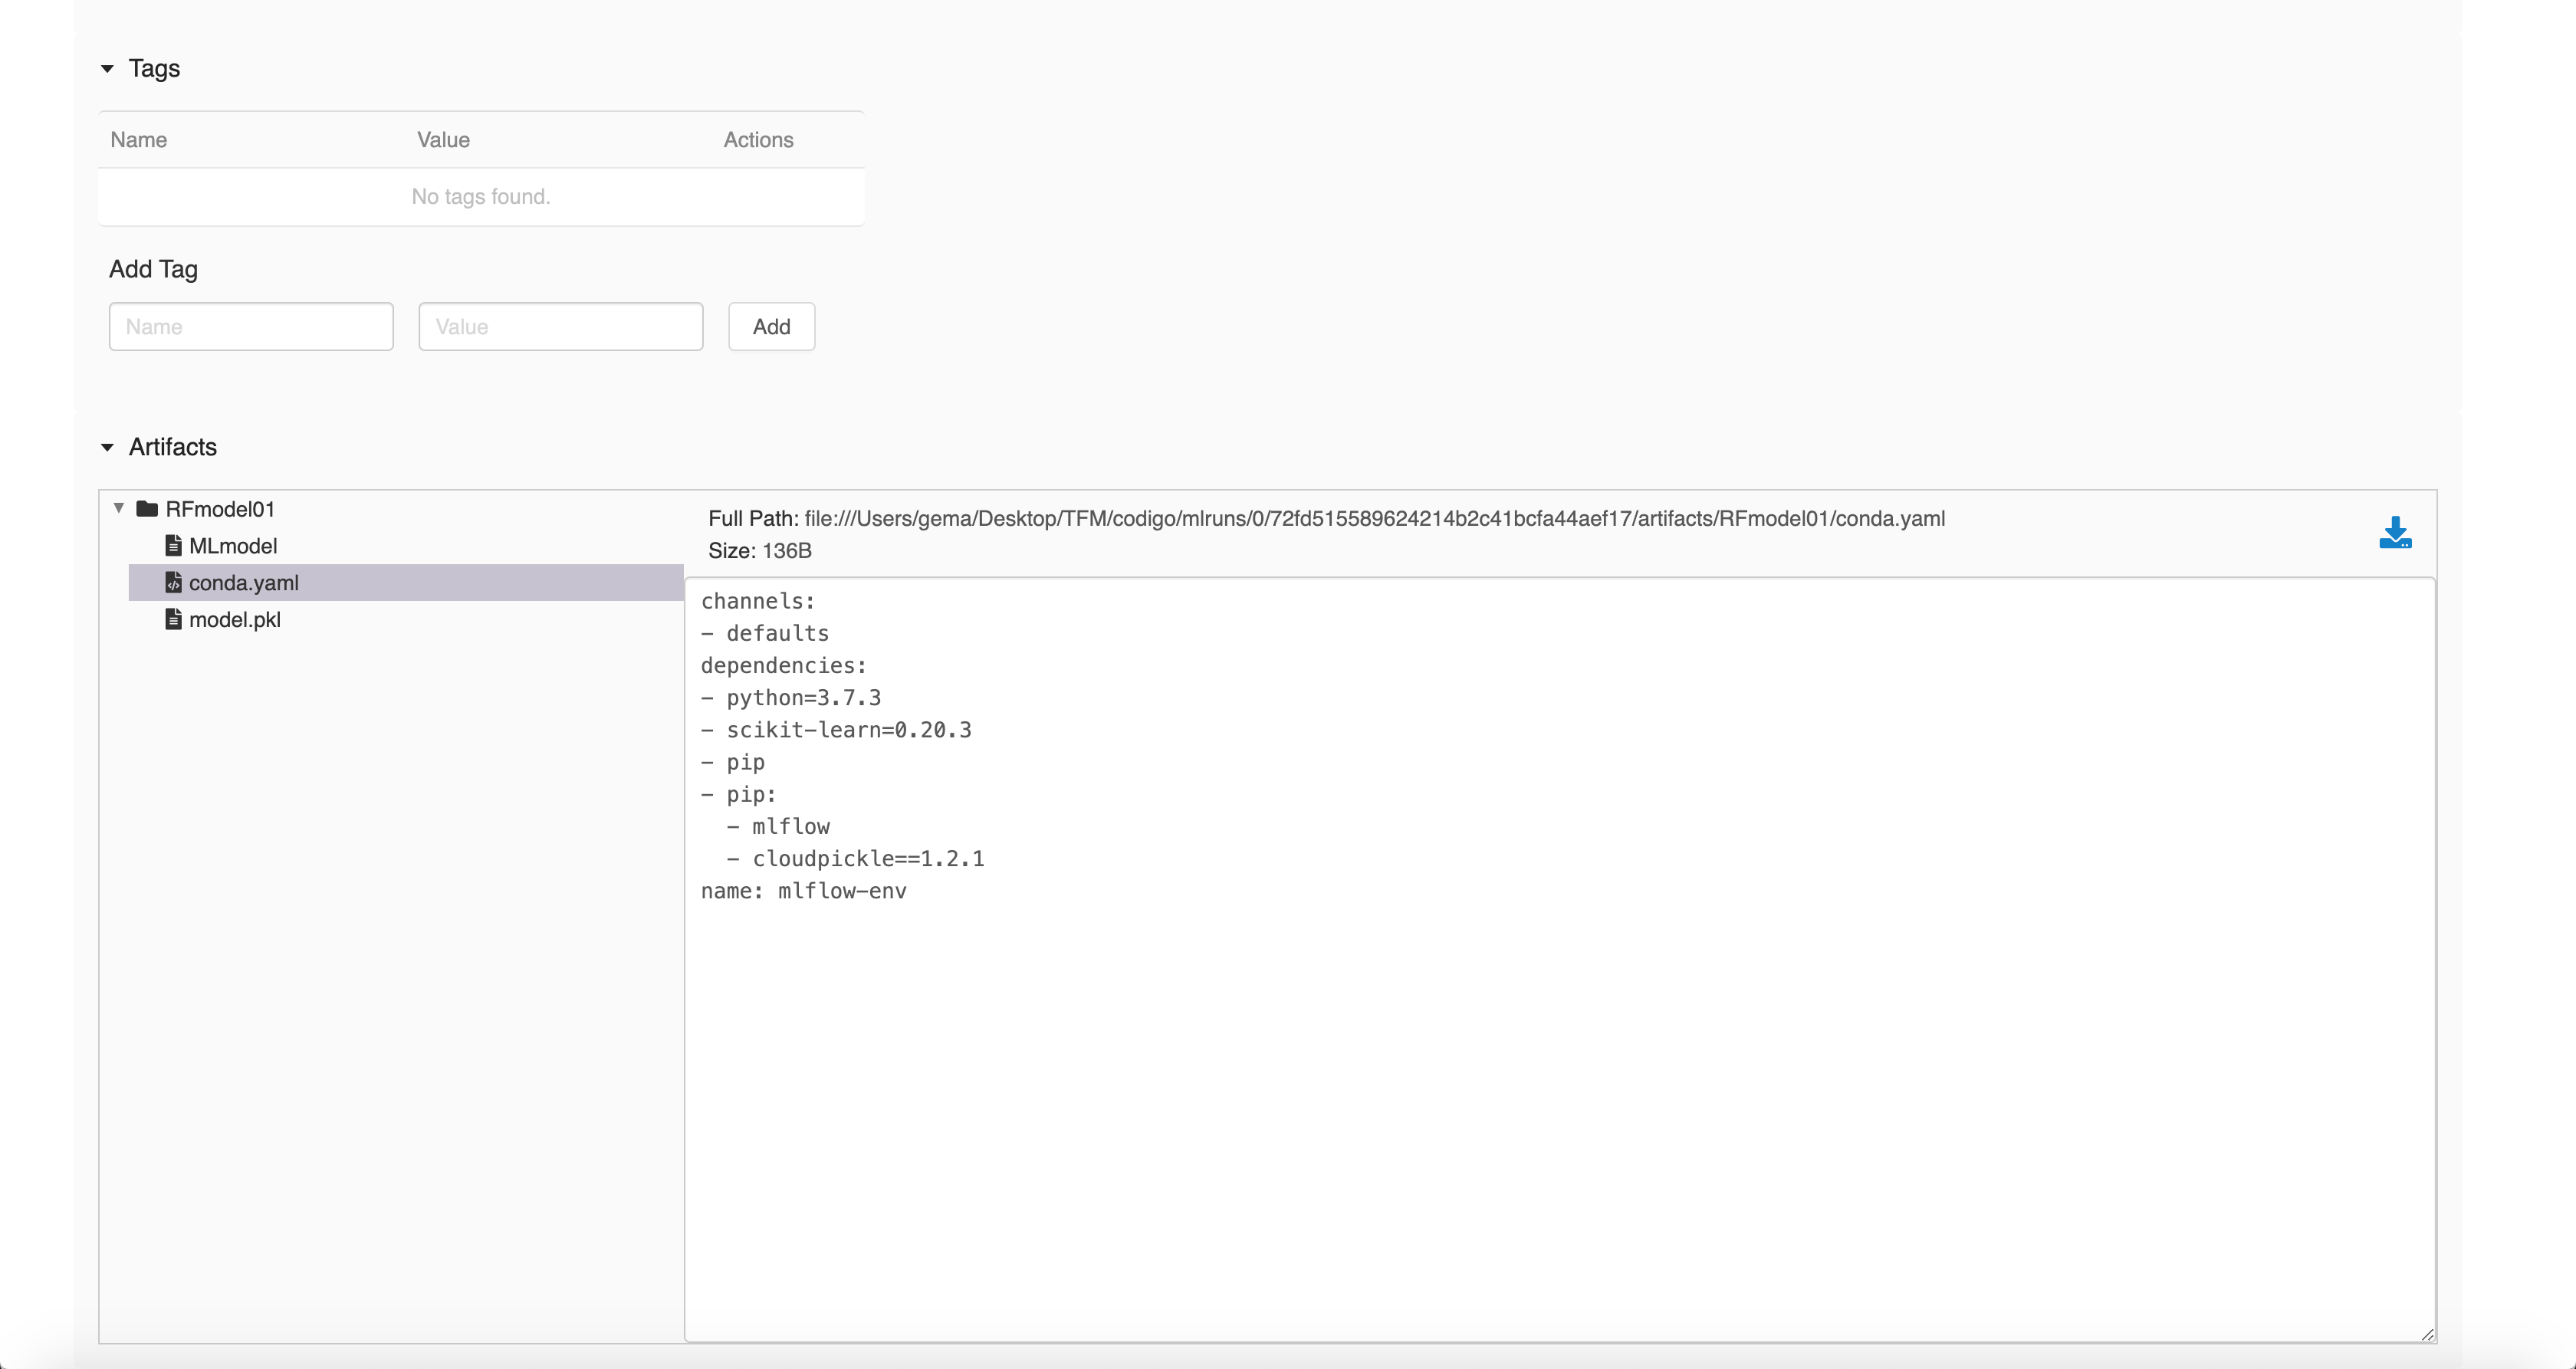 Tags
Name Value Actions
No tags found.
Add Tag
Name Value Add
Artifacts
RFmodel01
MLmodel
conda.yaml
model.pkl
Full Path: file:///Users/gema/Desktop/TFM/codigo/mlruns/0/72fd515589624214b2c41bcfa44aef17/artifacts/RFmodel01/conda.yaml
Size: 136B
channels:
- defaults
dependencies:
- python=3.7.3
- scikit-learn=0.20.3
- pip
- pip:
  - mlflow
  - cloudpickle==1.2.1
name: mlflow-env